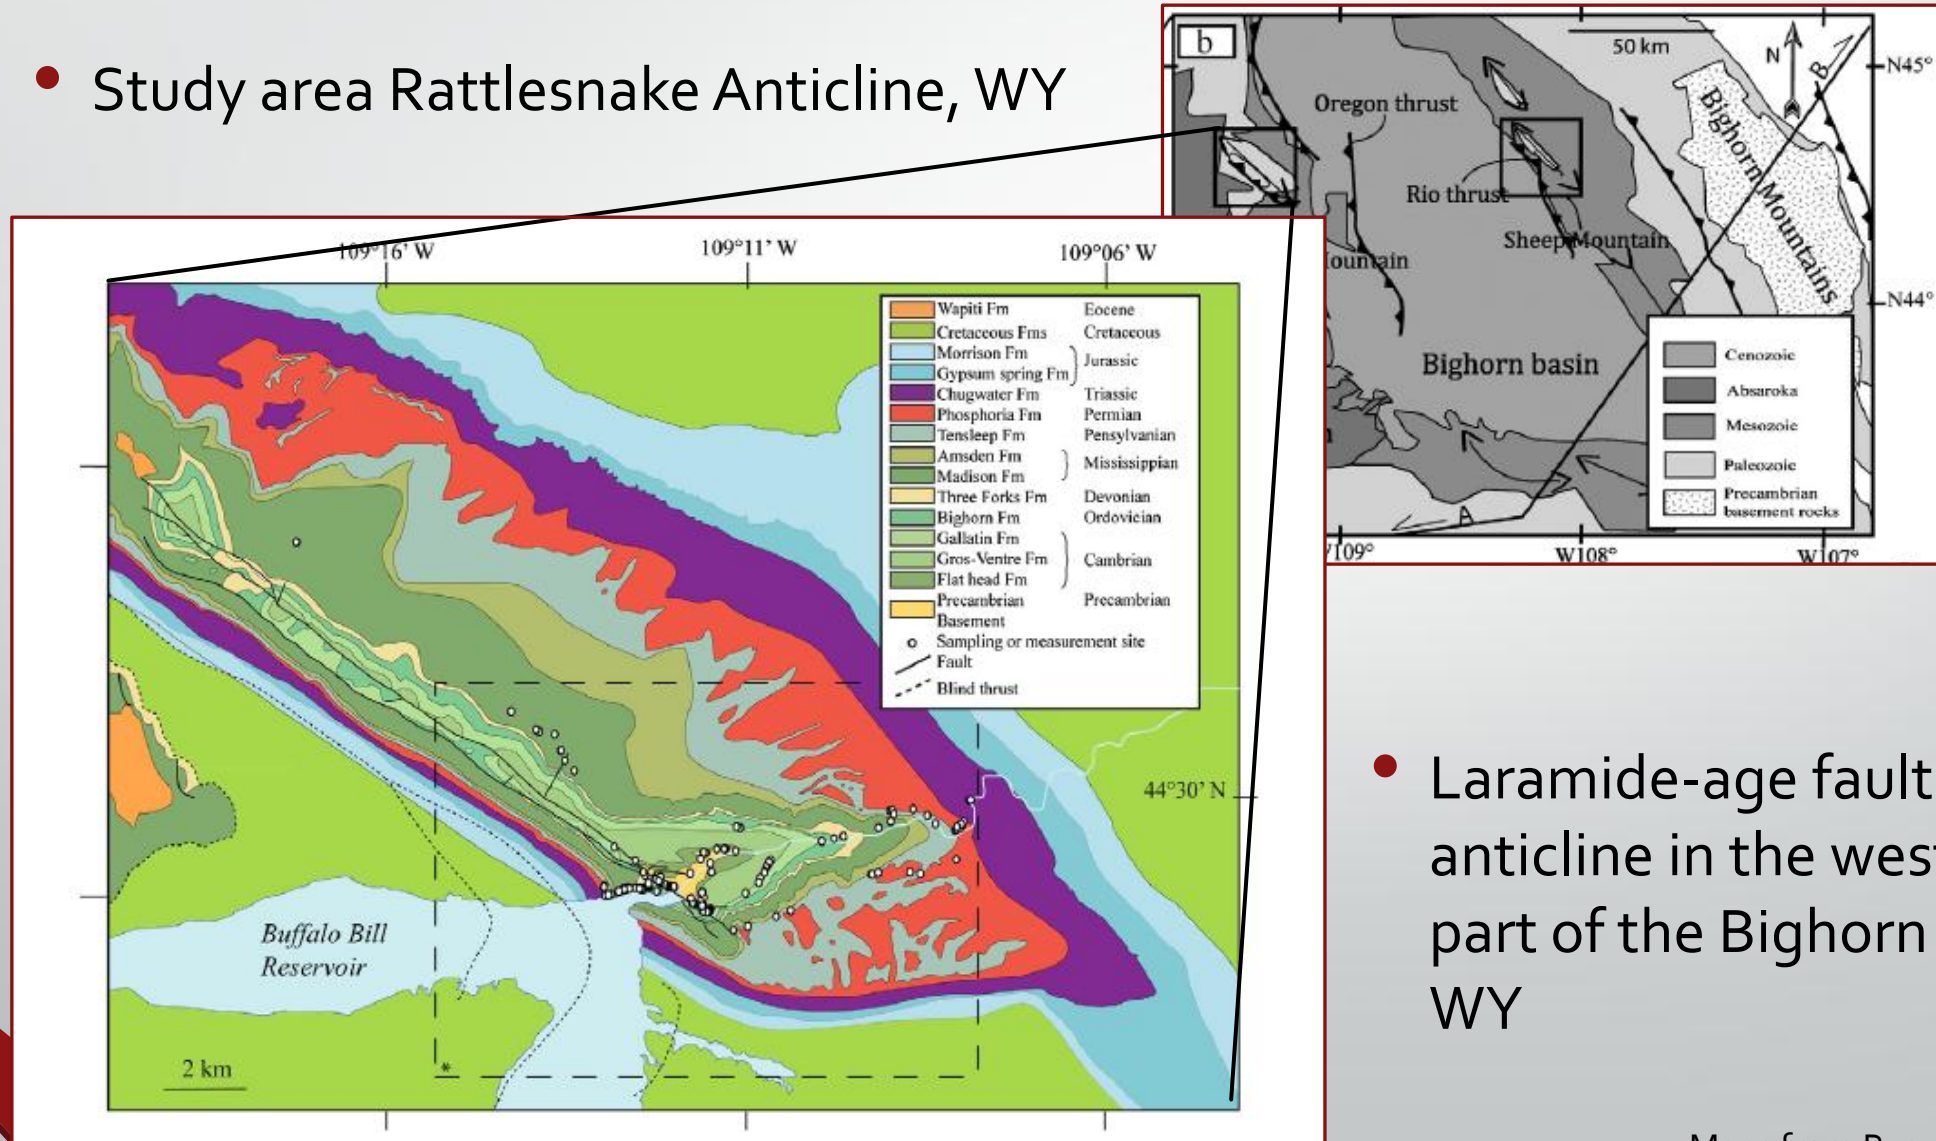 • Study area Rattlesnake Anticline, WY
b
50 km
N
B
N45°
Oregon thrust
Bighorn Mountains
Rio thrust
Sheep Mountain
ountain
N44°
Bighorn basin
Cenozoic
Absaroka
Mesozoic
Paleozoic
Precambrian
basement rocks
A
W108°
W107°
109°16' W
109°11' W
109°06' W
Wapiti Fm Eocene
Cretaceous Fms Cretaceous
Morrison Fm
Jurassic
Gypsum spring Fm
Chugwater Fm Triassic
Phosphoria Fm Permian
Tensleep Fm Pensylvanian
Amsden Fm
Mississippian
Madison Fm
Three Forks Fm Devonian
Bighorn Fm Ordovician
Gallatin Fm
Gros-Ventre Fm Cambrian
Flat head Fm
Precambrian Precambrian
Basement
Sampling or measurement site
Fault
Blind thrust
44°30' N
Buffalo Bill
Reservoir
2 km
*
• Laramide-age fault
anticline in the west
part of the Bighorn
WY